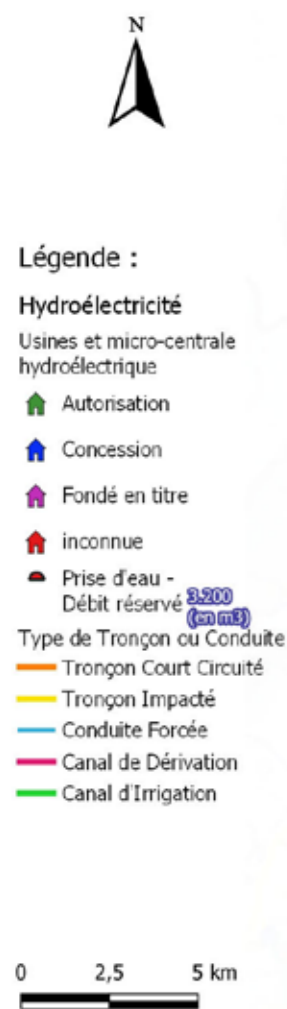 N
Légende :
Hydroélectricité
Usines et micro-centrale
hydroélectrique
Autorisation
Concession
Fondé en titre
inconnue
Prise d'eau -
Débit réservé 3.200
(en m3)
Type de Tronçon ou Conduite
Tronçon Court Circuité
Tronçon Impacté
Conduite Forcée
Canal de Dérivation
Canal d'Irrigation
0 2,5 5 km